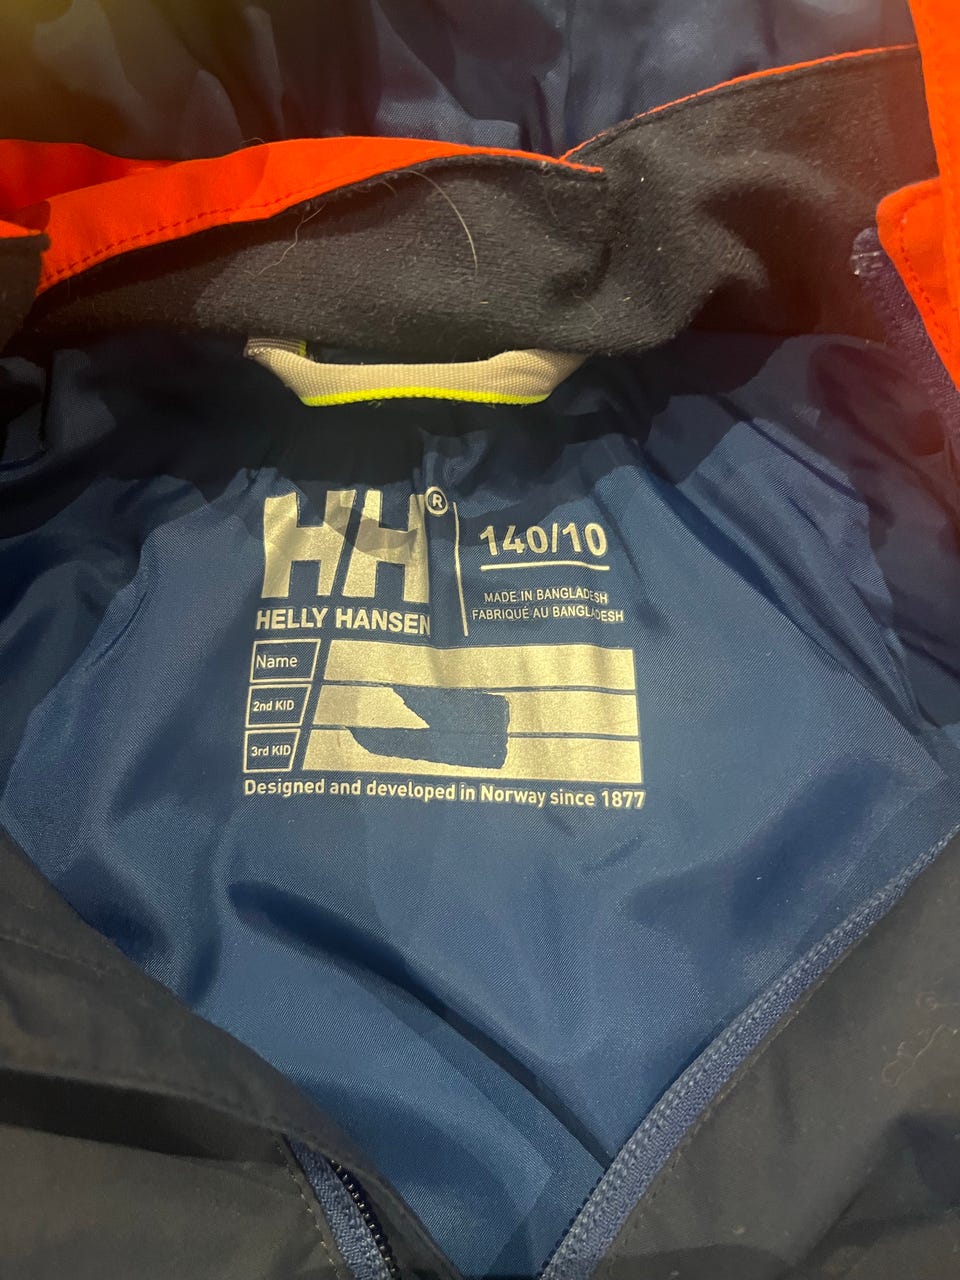 HH®
HELLY HANSEN
140/10
MADE IN BANGLADESH
FABRIQUÉ AU BANGLADESH
Name
2nd KID
3rd KID
Designed and developed in Norway since 1877